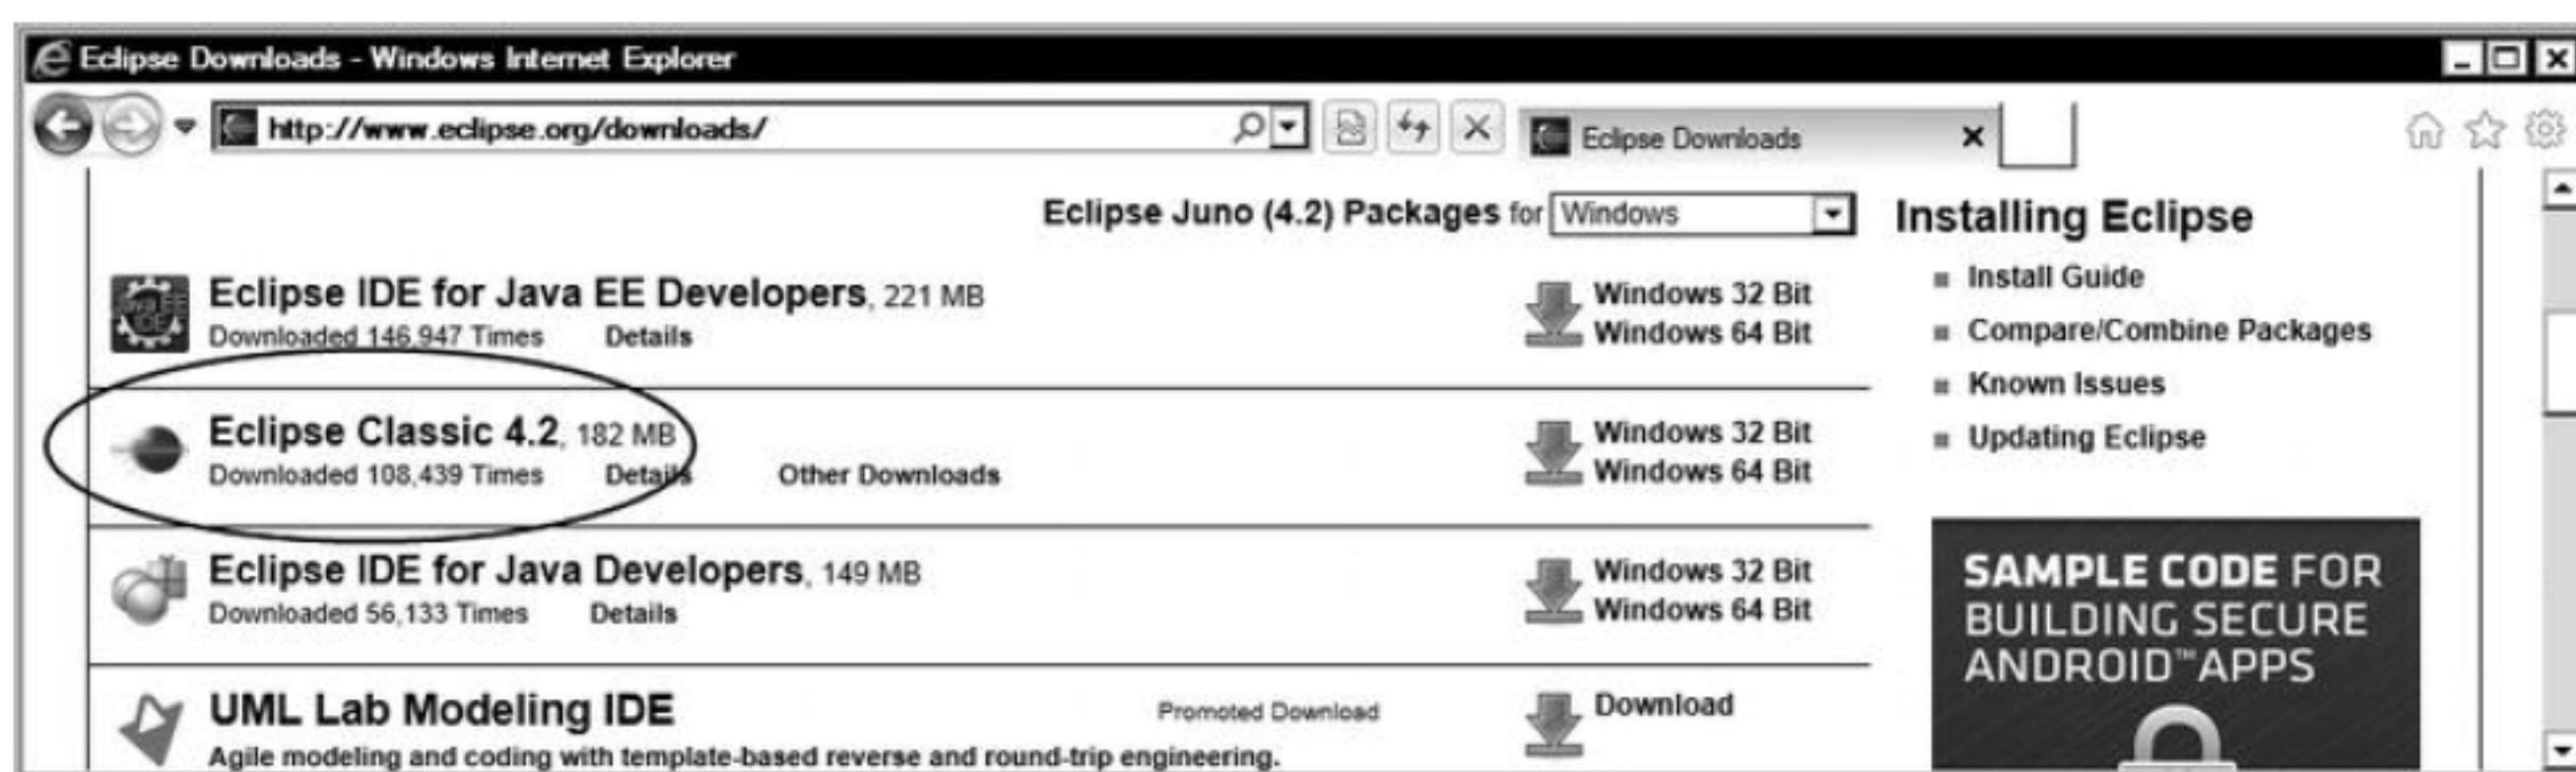 Eclipse Downloads - Windows Internet Explorer
http://www.eclipse.org/downloads/
Eclipse Downloads
Eclipse Juno (4.2) Packages for Windows
Eclipse IDE for Java EE Developers, 221 MB
Downloaded 146,947 Times Details
Windows 32 Bit
Windows 64 Bit
Eclipse Classic 4.2, 182 MB
Downloaded 108,439 Times Details Other Downloads
Windows 32 Bit
Windows 64 Bit
Eclipse IDE for Java Developers, 149 MB
Downloaded 56,133 Times Details
Windows 32 Bit
Windows 64 Bit
UML Lab Modeling IDE
Promoted Download
Download
Agile modeling and coding with template-based reverse and round-trip engineering.
Installing Eclipse
Install Guide
Compare/Combine Packages
Known Issues
Updating Eclipse
SAMPLE CODE FOR
BUILDING SECURE
ANDROID™ APPS